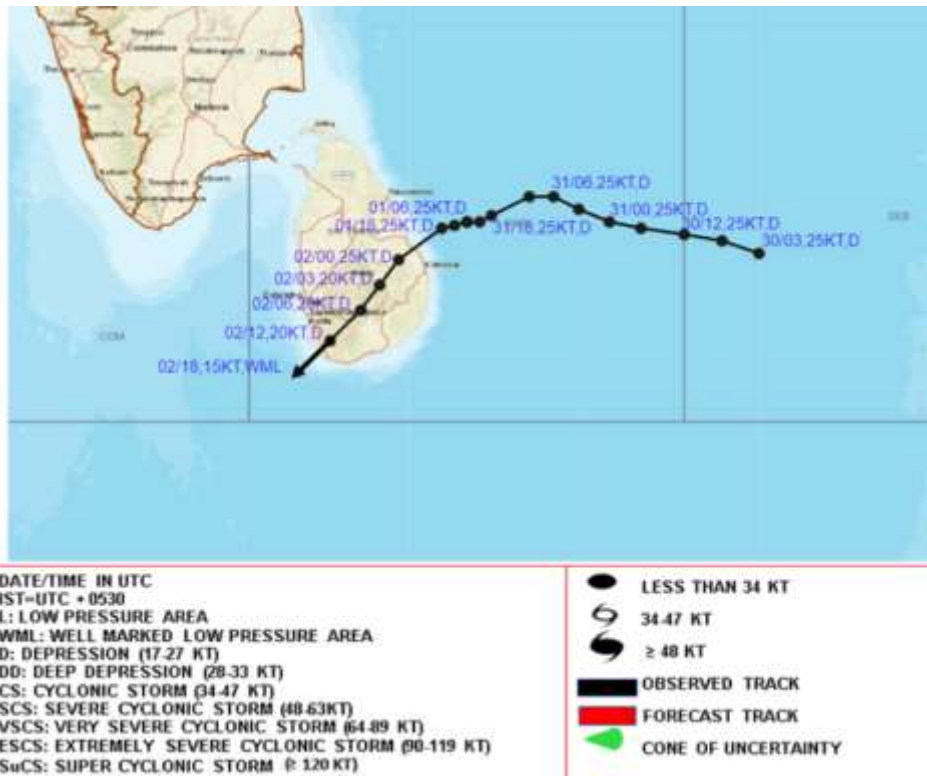 31/06,25KT,D
01/06,25KT,D
31/00,25KT,D
01/18,25KT,D
31/18,25KT,D
30/12,25KT,D
30/03,25KT,D
02/00,25KT,D
02/03,20KT,D
02/06,20KT,D
02/12,20KT,D
02/18,15KT,WML
DATE/TIME IN UTC
IST=UTC + 0530
L: LOW PRESSURE AREA
WML: WELL MARKED LOW PRESSURE AREA
D: DEPRESSION (17-27 KT)
DD: DEEP DEPRESSION (28-33 KT)
CS: CYCLONIC STORM (34-47 KT)
SCS: SEVERE CYCLONIC STORM (48-63KT)
VSCS: VERY SEVERE CYCLONIC STORM (64-89 KT)
ESCS: EXTREMELY SEVERE CYCLONIC STORM (90-119 KT)
SuCS: SUPER CYCLONIC STORM (≥ 120 KT)
LESS THAN 34 KT
34-47 KT
≥ 48 KT
OBSERVED TRACK
FORECAST TRACK
CONE OF UNCERTAINTY